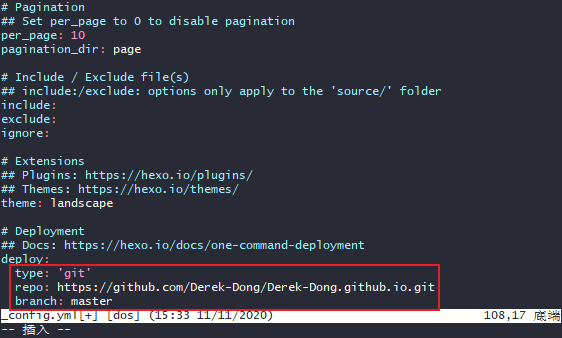 # Pagination
## Set per_page to 0 to disable pagination
per_page: 10
pagination_dir: page
# Include / Exclude file(s)
## include:/exclude: options only apply to the 'source/' folder
include:
exclude:
ignore:
# Extensions
## Plugins: https://hexo.io/plugins/
## Themes: https://hexo.io/themes/
theme: landscape
# Deployment
## Docs: https://hexo.io/docs/one-command-deployment
deploy:
  type: 'git'
  repo: https://github.com/Derek-Dong/Derek-Dong.github.io.git
  branch: master
_config.yml[+] [dos] (15:33 11/11/2020) 108,17 底端
-- 插入 --